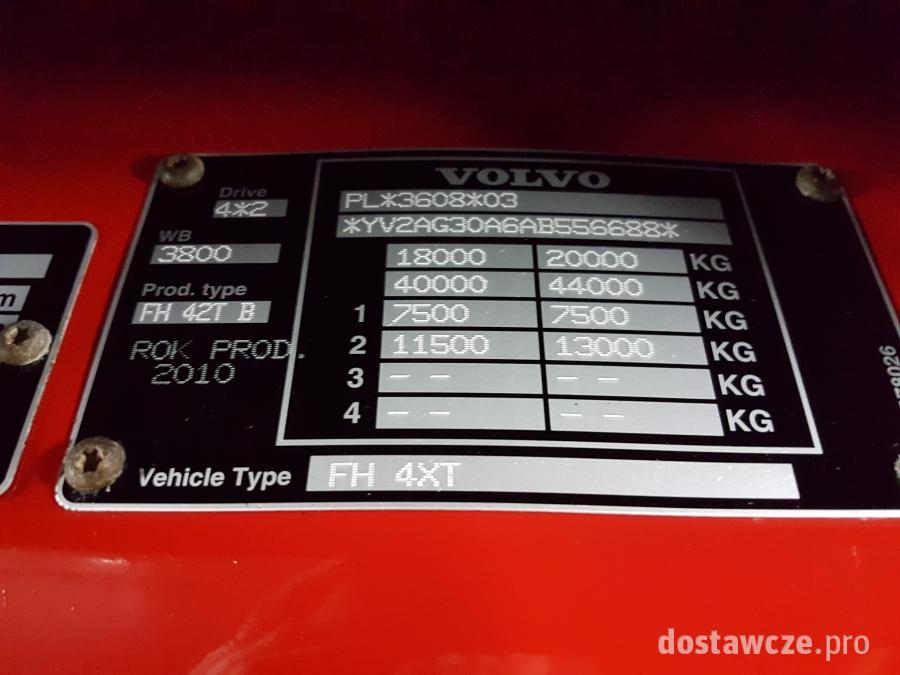 VOLVO
Drive
4*2
PL*3608*03
*YV2AG30A6AB556688*
WB
3800
18000 20000 KG
40000 44000 KG
Prod. type
FH 42T B
1 7500 7500 KG
2 11500 13000 KG
ROK PROD.
2010
3 - - - - KG
4 - - - - KG
Vehicle Type FH 4XT
m
dostawcze.pro